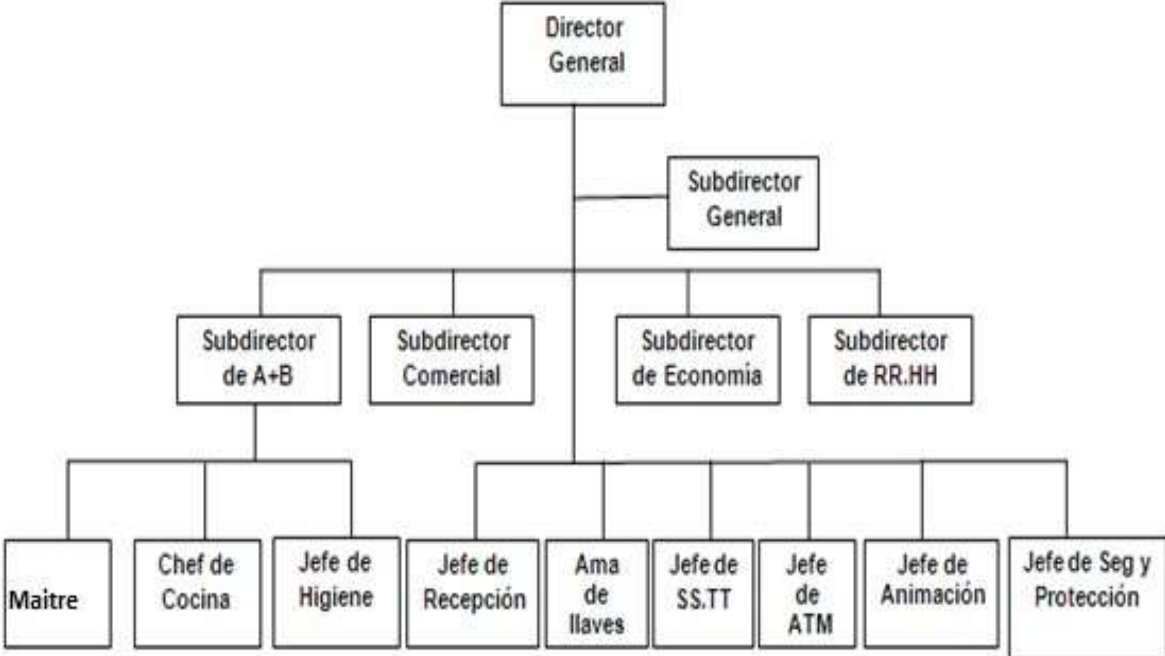 Director
General
Subdirector
General
Subdirector
de A+B
Subdirector
Comercial
Subdirector
de Economía
Subdirector
de RR.HH
Maitre
Chef de
Cocina
Jefe de
Higiene
Jefe de
Recepción
Ama
de
llaves
Jefe de
SS.TT
Jefe
de
ATM
Jefe de
Animación
Jefe de Seg y
Protección